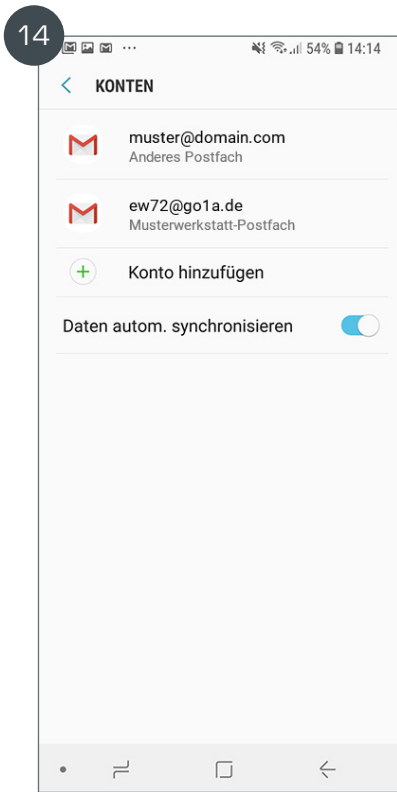 14
54% 14:14
KONTEN
muster@domain.com
Anderes Postfach
ew72@go1a.de
Musterwerkstatt-Postfach
Konto hinzufügen
Daten autom. synchronisieren